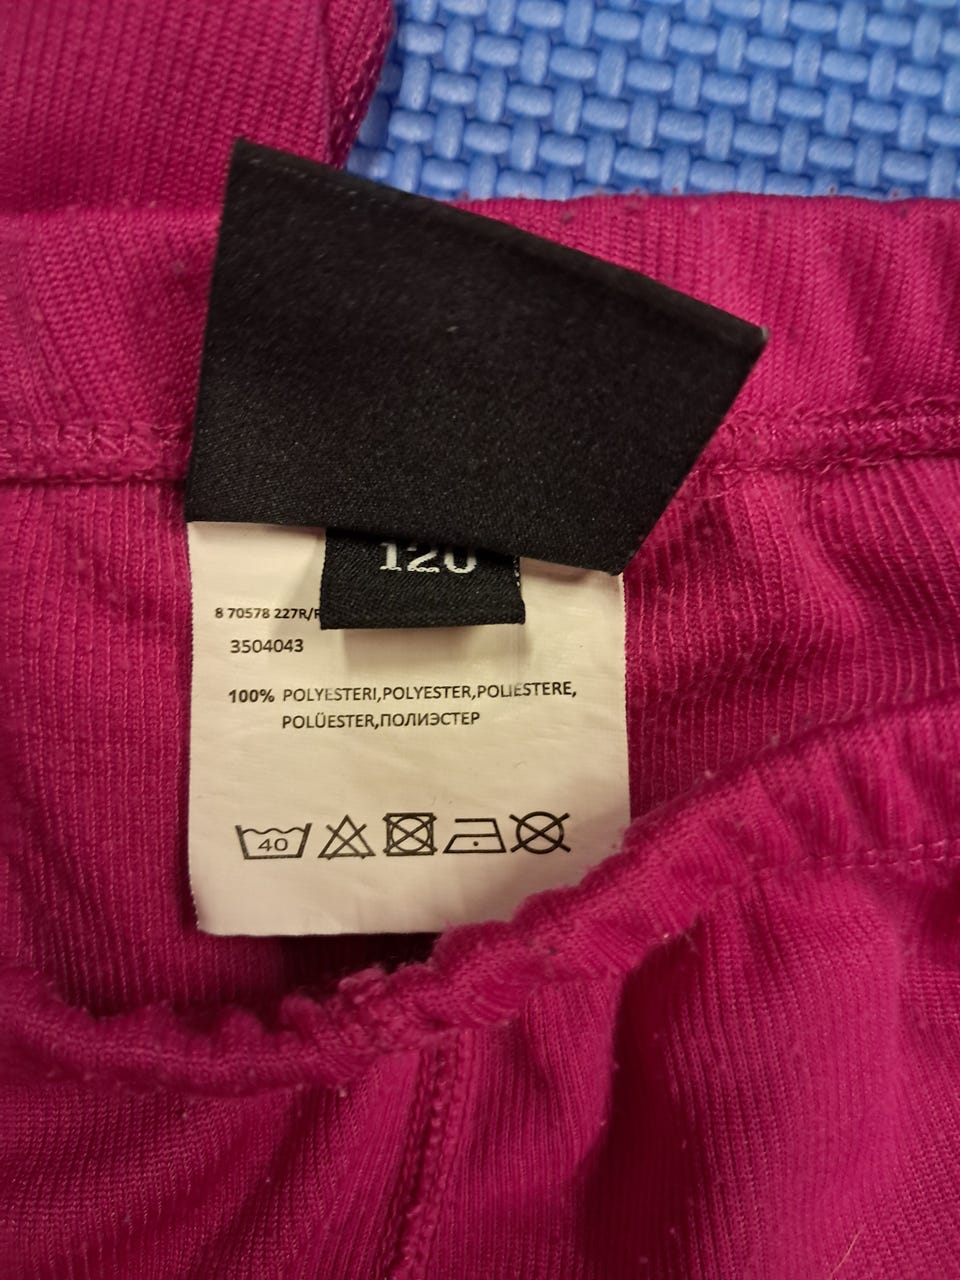 120
8 70578 227R/
3504043
100% POLYESTERI,POLYESTER,POLIESTERE,
POLÜESTER,ПОЛИЭСТЕР
40